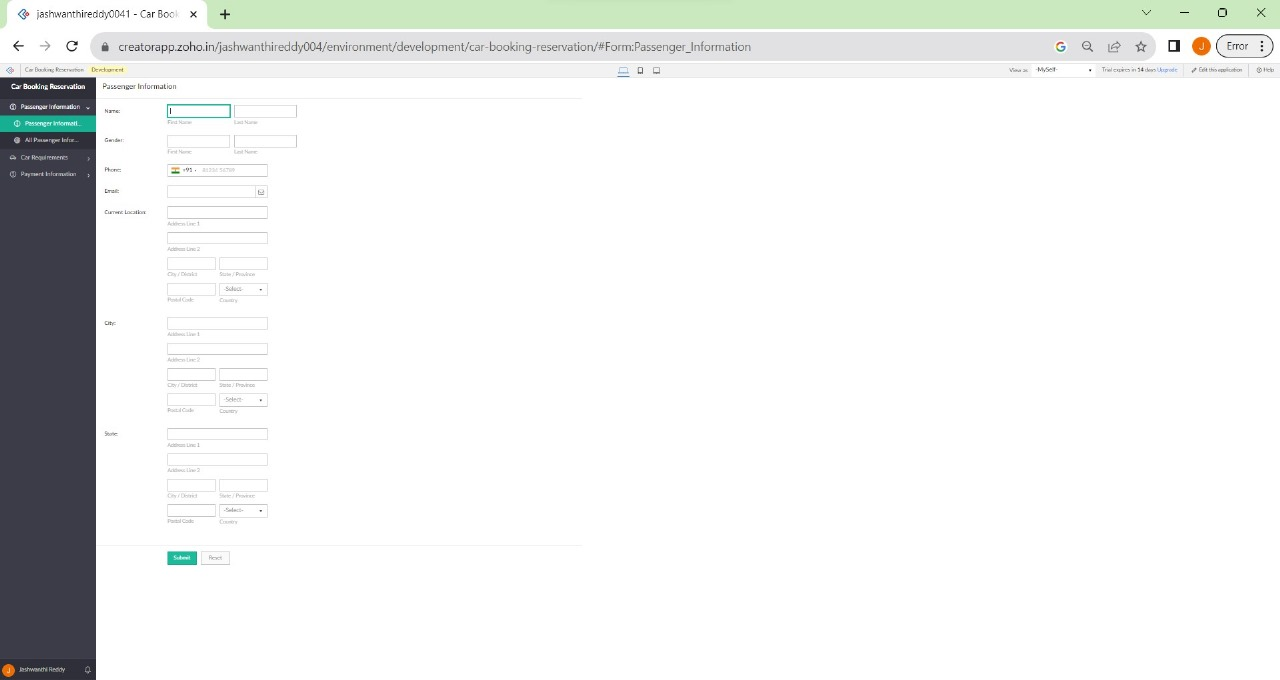 jashwanthireddy0041 - Car Book
creatorapp.zoho.in/jashwanthireddy004/environment/development/car-booking-reservation/#Form:Passenger_Information
Error
Car Booking Reservation
Development
View as
-MySelf-
Trial expires in 14 days Upgrade
Edit this application
Help
Car Booking Reservation
Passenger Information
Passenger Informati...
All Passenger Infor...
Car Requirements
Payment Information
Passenger Information
Name:
First Name
Last Name
Gender:
First Name
Last Name
Phone:
+91
Email:
Current Location:
Address Line 1
Address Line 2
City / District
State / Province
-Select-
Postal Code
Country
City:
Address Line 1
Address Line 2
City / District
State / Province
-Select-
Postal Code
Country
State:
Address Line 1
Address Line 2
City / District
State / Province
-Select-
Postal Code
Country
Submit
Reset
J
Jashwanthi Reddy